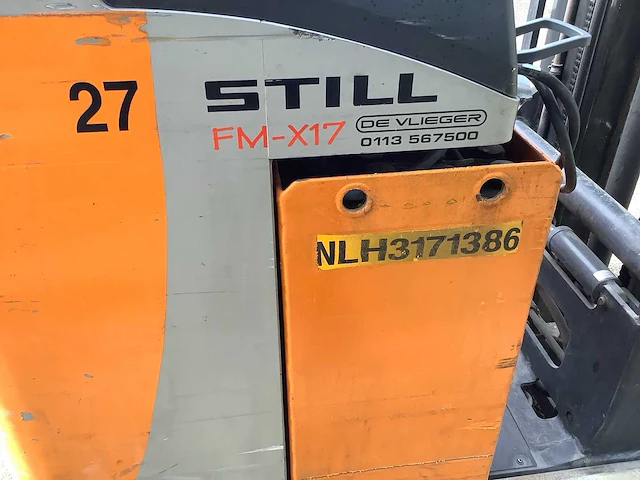 27
STILL
FM-X17
DE VLIEGER
0113 567500
NLH3171386